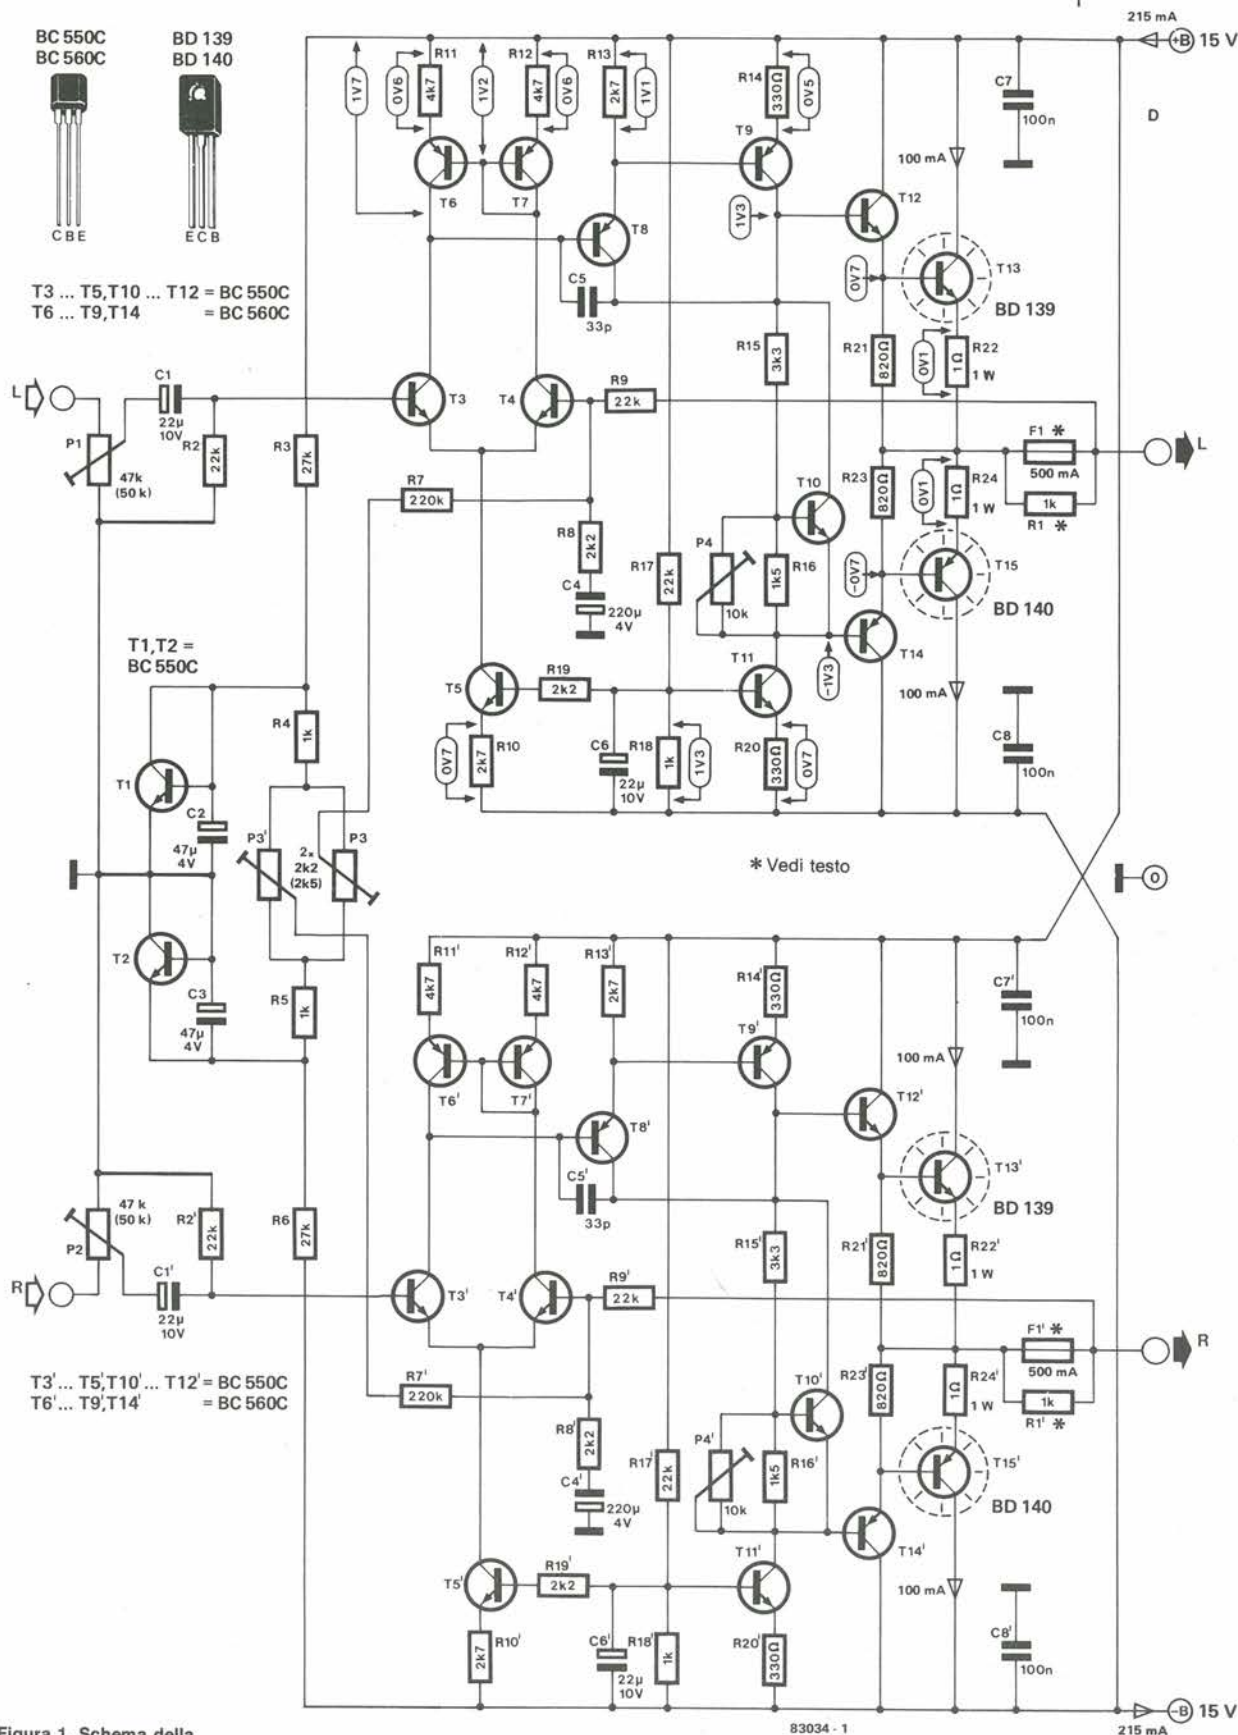 215 mA
+B 15 V
BC 550C
BC 560C
BD 139
BD 140
C B E
E C B
T3 ... T5,T10 ... T12 = BC 550C
T6 ... T9,T14 = BC 560C
1V7
0V6
R11
4k7
1V2
R12
4k7
0V6
R13
2k7
1V1
R14
330Ω
0V5
C7
100n
D
T6
T7
T8
T9
1V3
T12
100 mA
0V7
T13
BD 139
C5
33p
R15
3k3
R21
820Ω
0V1
R22
1Ω
1 W
L
C1
22µ
10V
P1
47k
(50 k)
R2
22k
R3
27k
T3
T4
R9
22k
F1 *
500 mA
L
1k
R1 *
R7
220k
R8
2k2
C4
220µ
4V
R17
22k
P4
10k
T10
R16
1k5
R23
820Ω
0V1
R24
1Ω
1 W
-0V7
T15
BD 140
T14
-1V3
100 mA
T1,T2 =
BC 550C
T5
R19
2k2
T11
0V7
R10
2k7
C6
22µ
10V
R18
1k
1V3
R20
330Ω
0V7
C8
100n
R4
1k
T1
C2
47µ
4V
P3'
2x
2k2
(2k5)
P3
* Vedi testo
0
T2
C3
47µ
4V
R5
1k
R11'
4k7
R12'
4k7
R13'
2k7
R14'
330Ω
C7'
100n
T6'
T7'
T8'
T9'
T12'
100 mA
T13'
BD 139
C5'
33p
R15'
3k3
R21'
820Ω
R22'
1Ω
1 W
47 k
(50 k)
P2
R2'
22k
R6
27k
R
C1'
22µ
10V
T3'
T4'
R9'
22k
F1' *
500 mA
R
1k
R1' *
T3'... T5',T10'... T12' = BC 550C
T6'... T9',T14' = BC 560C
R7'
220k
R8'
2k2
C4'
220µ
4V
R17'
22k
P4'
10k
T10'
R16'
1k5
R23'
820Ω
R24'
1Ω
1 W
T15'
BD 140
T14'
100 mA
T5'
R19'
2k2
T11'
R10'
2k7
C6'
22µ
10V
R18'
1k
R20'
330Ω
C8'
100n
83034 - 1
-B 15 V
215 mA
Figura 1. Schema della